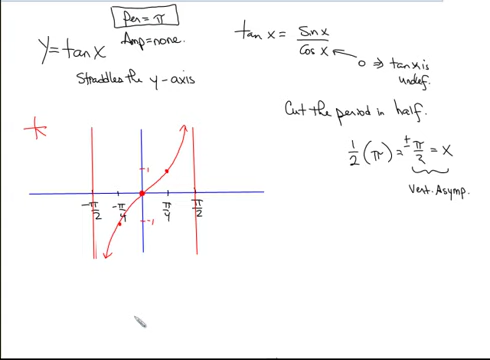 Per = π
y = tan x
Amp = none.
Straddles the y-axis
tan x = sin x / cos x
0 ⇒ tan x is
undef.
Cut the period in half.
1/2 (π) = ± π/2 = x
Vert. Asymp.
1
-π/2 -π/4 π/4 π/2
-1